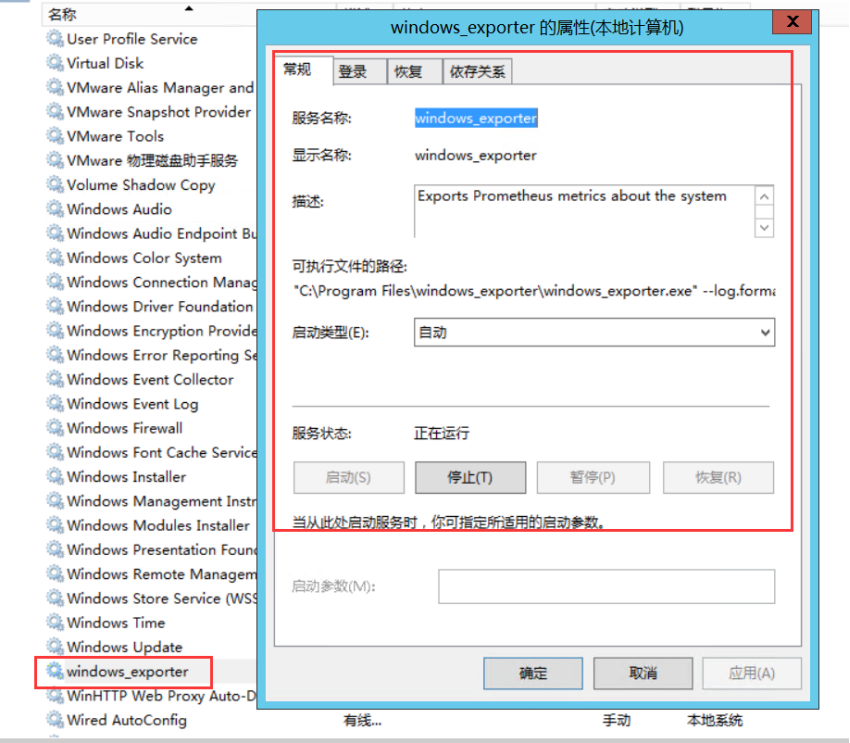 名称
User Profile Service
Virtual Disk
VMware Alias Manager and
VMware Snapshot Provider
VMware Tools
VMware 物理磁盘助手服务
Volume Shadow Copy
Windows Audio
Windows Audio Endpoint Bu
Windows Color System
Windows Connection Manag
Windows Driver Foundation
Windows Encryption Provide
Windows Error Reporting Se
Windows Event Collector
Windows Event Log
Windows Firewall
Windows Font Cache Service
Windows Installer
Windows Management Instr
Windows Modules Installer
Windows Presentation Foun
Windows Remote Managem
Windows Store Service (WSS
Windows Time
Windows Update
windows_exporter
WinHTTP Web Proxy Auto-D
Wired AutoConfig 有线... 手动 本地系统
windows_exporter 的属性(本地计算机)
常规 登录 恢复 依存关系
服务名称: windows_exporter
显示名称: windows_exporter
描述: Exports Prometheus metrics about the system
可执行文件的路径:
"C:\Program Files\windows_exporter\windows_exporter.exe" --log.forma
启动类型(E): 自动
服务状态: 正在运行
启动(S) 停止(T) 暂停(P) 恢复(R)
当从此处启动服务时，你可指定所适用的启动参数。
启动参数(M):
确定 取消 应用(A)